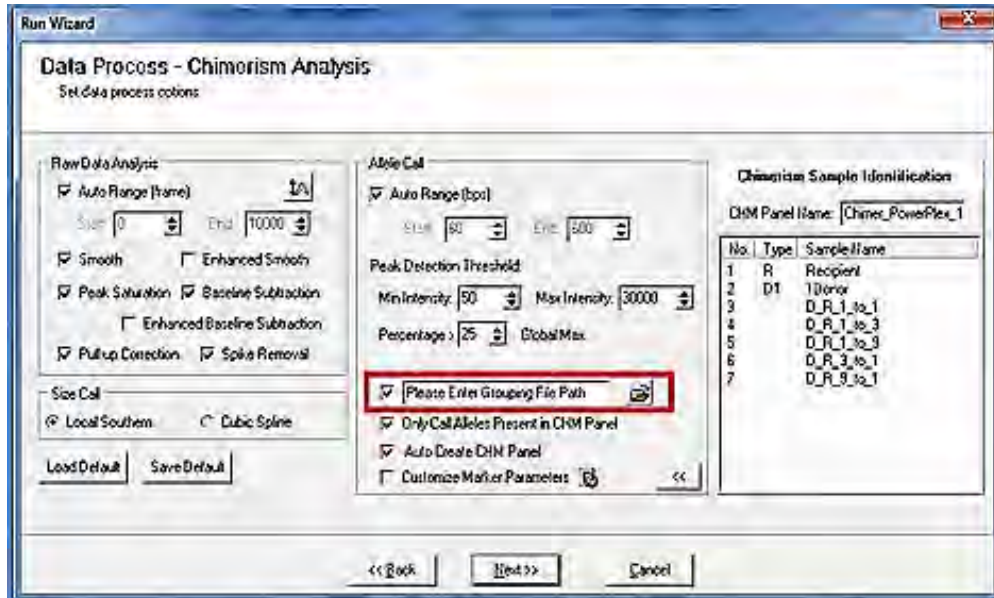 Run Wizard
Data Process - Chimerism Analysis
Set data process options
Raw Data Analysis
Auto Range (frame)
Start 0 End 10000
Smooth Enhanced Smooth
Peak Saturation Baseline Subtraction
Enhanced Baseline Subtraction
Pull up Correction Spike Removal
Size Call
Local Southern Cubic Spline
Load Default Save Default
Allele Call
Auto Range (bps)
Start 60 End 600
Peak Detection Threshold
Min Intensity: 50 Max Intensity: 30000
Percentage > 25 Global Max
Please Enter Grouping File Path
Only Call Alleles Present in CHM Panel
Auto Create CHM Panel
Customize Marker Parameters <<
Chimerism Sample Identification
CHM Panel Name: Chimer_PowerPlex_1
No. Type Sample Name
1 R Recipient
2 D1 1Donor
3 D_R_1_to_1
4 D_R_1_to_3
5 D_R_1_to_9
6 D_R_3_to_1
7 D_R_9_to_1
<< Back Next >> Cancel